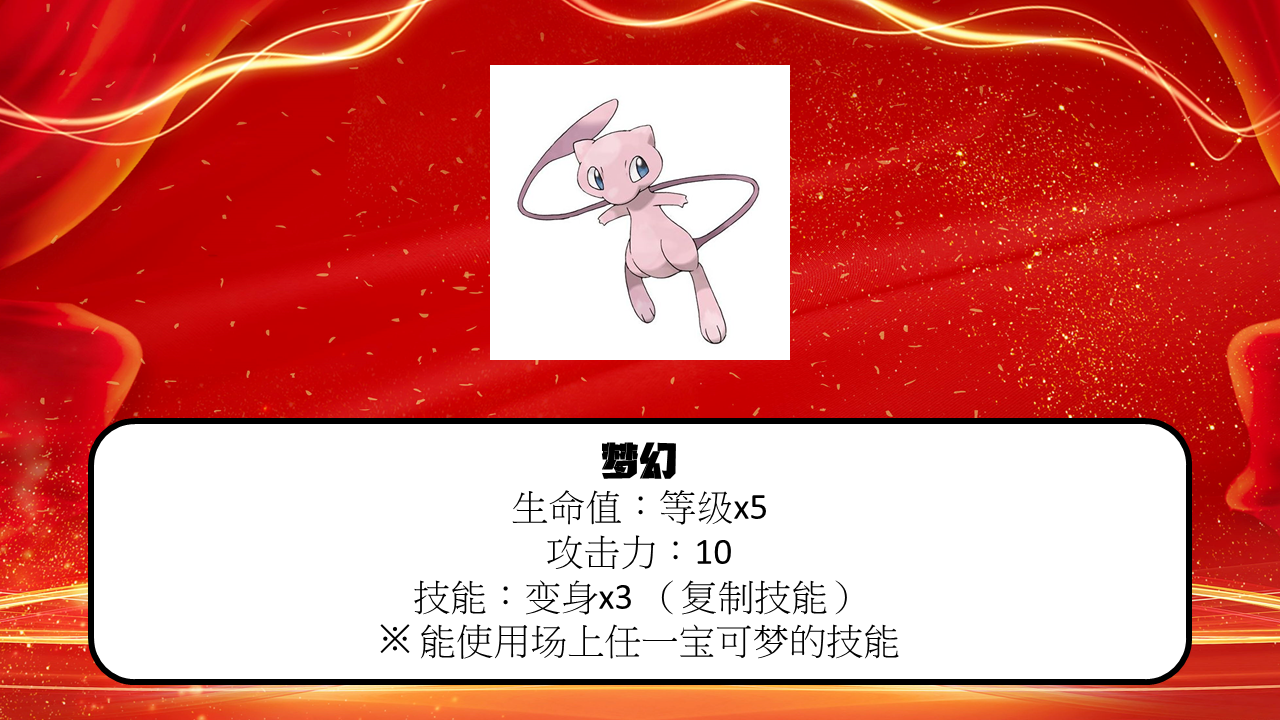 梦幻
生命值：等级x5
攻击力：10
技能：变身x3（复制技能）
※能使用场上任一宝可梦的技能